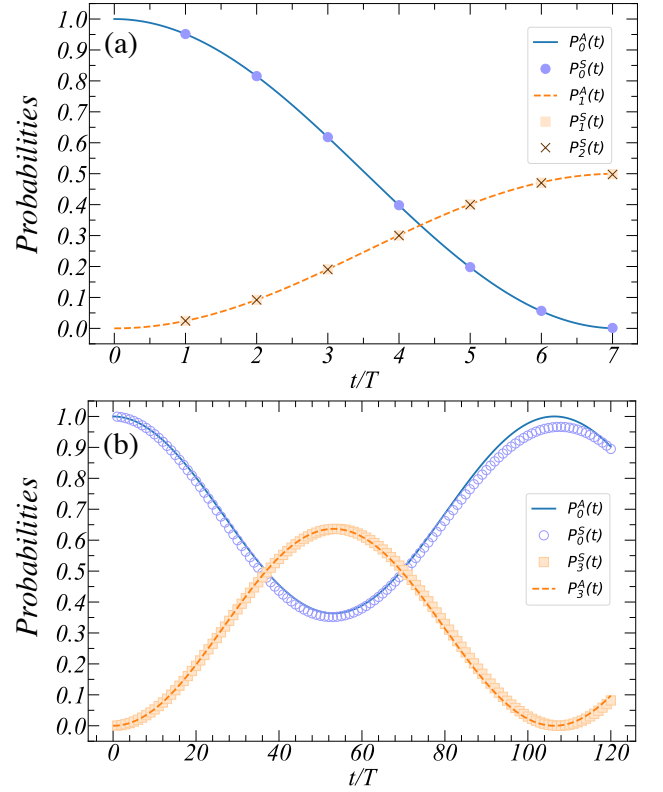 (a)
Probabilities
1.0
0.9
0.8
0.7
0.6
0.5
0.4
0.3
0.2
0.1
0.0
P_0^A(t)
P_0^S(t)
P_1^A(t)
P_1^S(t)
P_2^S(t)
0 1 2 3 4 5 6 7
t/T
(b)
Probabilities
1.0
0.9
0.8
0.7
0.6
0.5
0.4
0.3
0.2
0.1
0.0
P_0^A(t)
P_0^S(t)
P_3^S(t)
P_3^A(t)
0 20 40 60 80 100 120
t/T